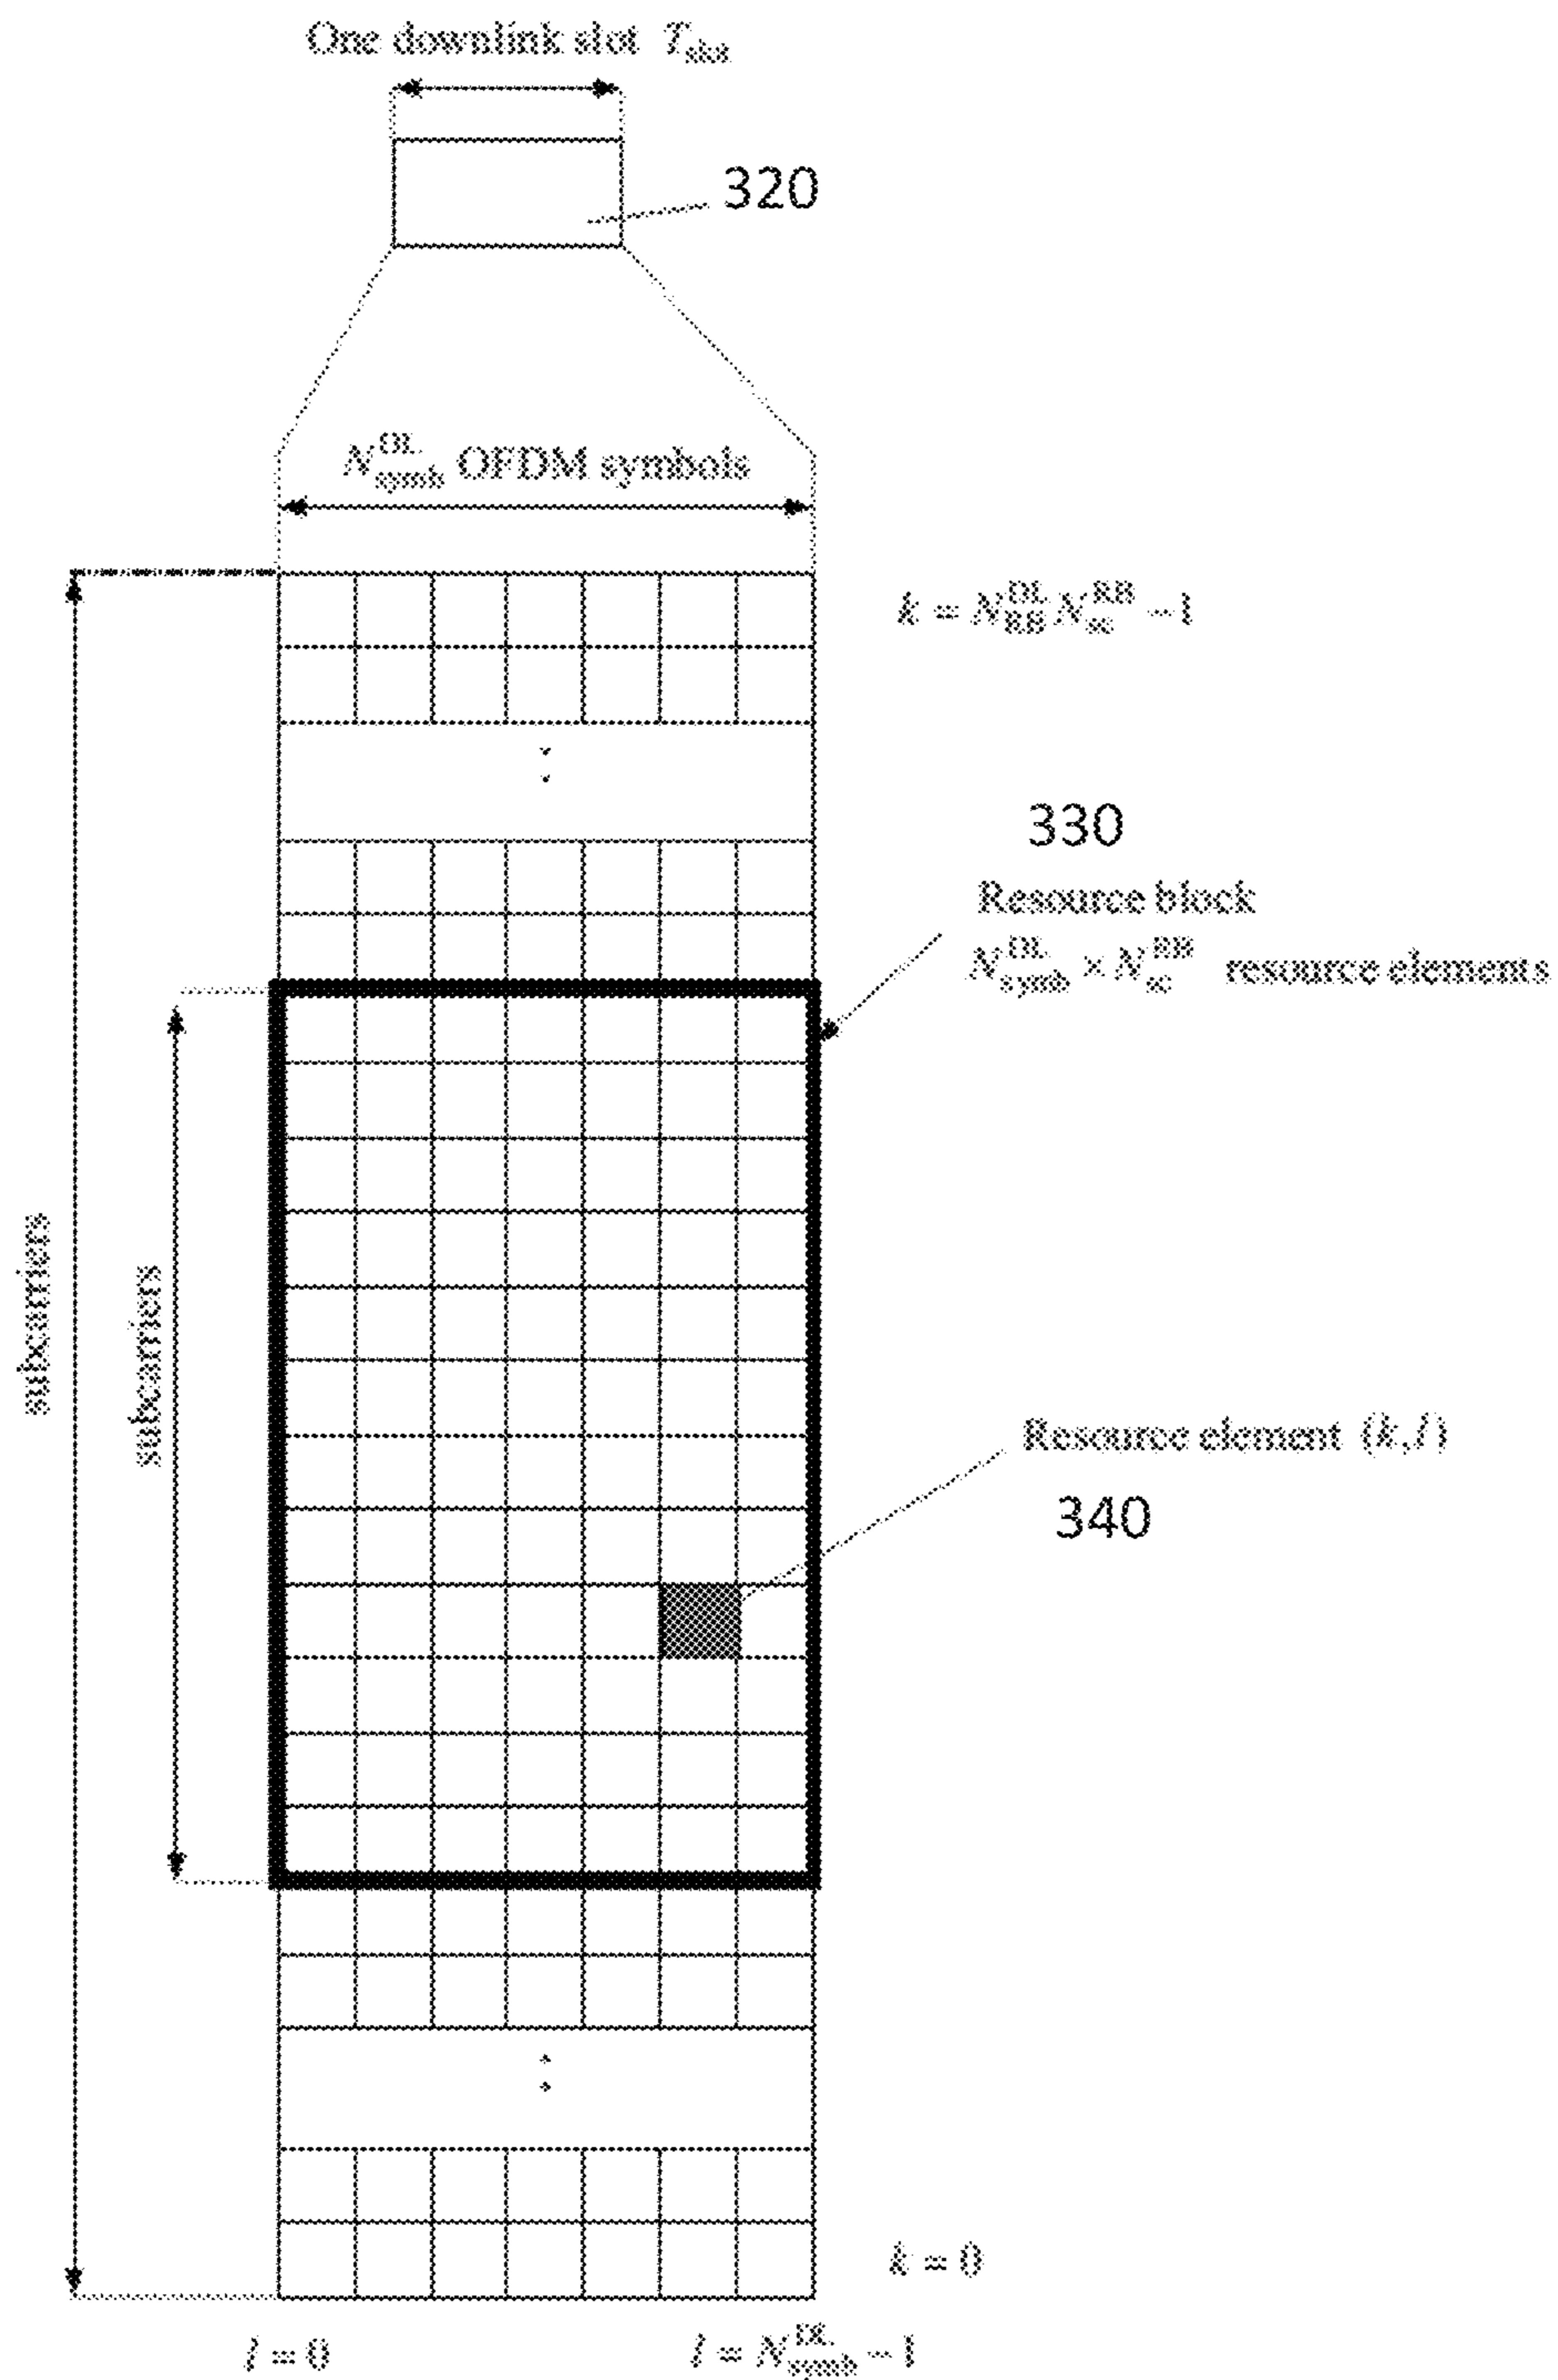 One downlink slot T_slot
320
N_symb^DL OFDM symbols
k = N_RB^DL N_sc^RB − 1
330
Resource block
N_symb^DL × N_sc^RB resource elements
subcarriers
subcarriers
Resource element (k, l)
340
k = 0
l = 0
l = N_symb^DL − 1